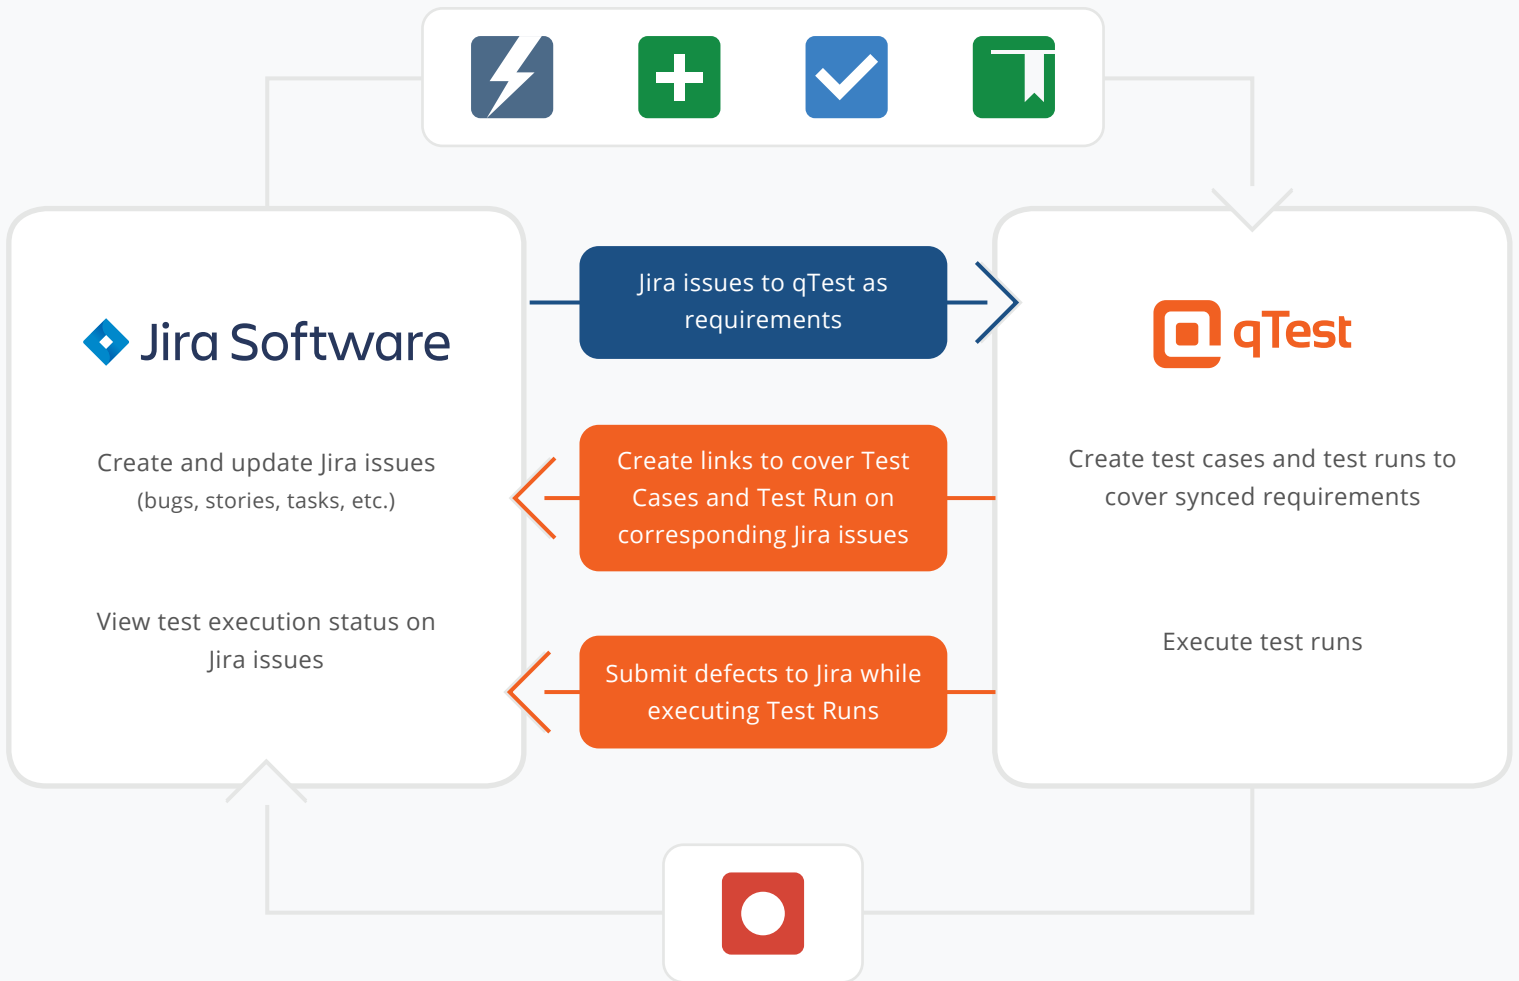 Jira Software
Create and update Jira issues
(bugs, stories, tasks, etc.)
View test execution status on
Jira issues
Jira issues to qTest as
requirements
Create links to cover Test
Cases and Test Run on
corresponding Jira issues
Submit defects to Jira while
executing Test Runs
qTest
Create test cases and test runs to
cover synced requirements
Execute test runs